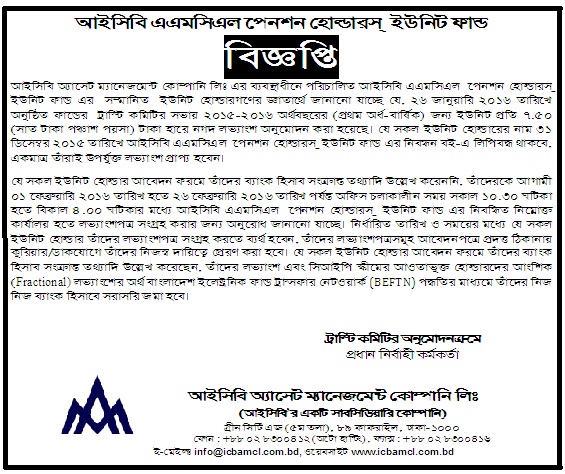 আইসিবি এএমসিএল পেনশন হোল্ডারস্ ইউনিট ফান্ড
বিজ্ঞপ্তি
আইসিবি অ্যাসেট ম্যানেজমেন্ট কোম্পানি লিঃ এর ব্যবস্থাধীনে পরিচালিত আইসিবি এএমসিএল পেনশন হোল্ডারস্
ইউনিট ফান্ড এর সম্মানিত ইউনিট হোল্ডারগণের জ্ঞাতার্থে জানানো যাচ্ছে যে, ২৬ জানুয়ারি ২০১৬ তারিখে
অনুষ্ঠিত ফান্ডের ট্রাস্টি কমিটির সভায় ২০১৫-২০১৬ অর্থবছরের (প্রথম অর্ধ-বার্ষিক) জন্য ইউনিট প্রতি ৭.৫০
(সাত টাকা পঞ্চাশ পয়সা) টাকা হারে নগদ লভ্যাংশ অনুমোদন করা হয়েছে। যে সকল ইউনিট হোল্ডারের নাম ৩১
ডিসেম্বর ২০১৫ তারিখে আইসিবি এএমসিএল পেনশন হোল্ডারস্ ইউনিট ফান্ড এর নিবন্ধন বই-এ লিপিবদ্ধ থাকবে,
একমাত্র তাঁরাই উপর্যুক্ত লভ্যাংশ প্রাপ্য হবেন।
যে সকল ইউনিট হোল্ডার আবেদন ফরমে তাঁদের ব্যাংক হিসাব সংক্রান্ত তথ্যাদি উল্লেখ করেননি, তাঁদেরকে আগামী
০১ ফেব্রুয়ারি ২০১৬ তারিখ হতে ২৬ ফেব্রুয়ারি ২০১৬ তারিখ পর্যন্ত অফিস চলাকালীন সময় সকাল ১০.৩০ ঘটিকা
হতে বিকাল ৪.০০ ঘটিকার মধ্যে আইসিবি এএমসিএল পেনশন হোল্ডারস্ ইউনিট ফান্ড এর নিবন্ধিত নিম্নোক্ত
কার্যালয় হতে লভ্যাংশপত্র সংগ্রহ করার জন্য অনুরোধ জানানো যাচ্ছে। নির্ধারিত তারিখ ও সময়ের মধ্যে যে সকল
ইউনিট হোল্ডার তাঁদের লভ্যাংশপত্র সংগ্রহ করতে ব্যর্থ হবেন, তাঁদের লভ্যাংশপত্রসমূহ আবেদনপত্রে প্রদত্ত ঠিকানায়
কুরিয়ার/ডাকযোগে তাঁদের নিজস্ব দায়িত্বে প্রেরণ করা হবে। যে সকল ইউনিট হোল্ডার আবেদন ফরমে তাঁদের ব্যাংক
হিসাব সংক্রান্ত তথ্যাদি উল্লেখ করেছেন, তাঁদের লভ্যাংশ এবং সিআইপি স্কীমের আওতাভুক্ত হোল্ডারদের আংশিক
(Fractional) লভ্যাংশের অর্থ বাংলাদেশ ইলেক্ট্রনিক ফান্ড ট্রান্সফার নেটওয়ার্ক (BEFTN) পদ্ধতির মাধ্যমে তাঁদের নিজ
নিজ ব্যাংক হিসাবে সরাসরি জমা হবে।
ট্রাস্টি কমিটির অনুমোদনক্রমে
প্রধান নির্বাহী কর্মকর্তা
আইসিবি অ্যাসেট ম্যানেজমেন্ট কোম্পানি লিঃ
(আইসিবি'র একটি সাবসিডিয়ারি কোম্পানি)
গ্রীন সিটি এজ (৫ম তলা), ৮৯ কাকরাইল, ঢাকা-১০০০
ফোন : +৮৮ ০২ ৮৩০০৪১২ (অটো হান্টিং), ফ্যাক্স : +৮৮ ০২ ৮৩০০৪১৬
ই-মেইলঃ info@icbamcl.com.bd, ওয়েবসাইট www.icbamcl.com.bd